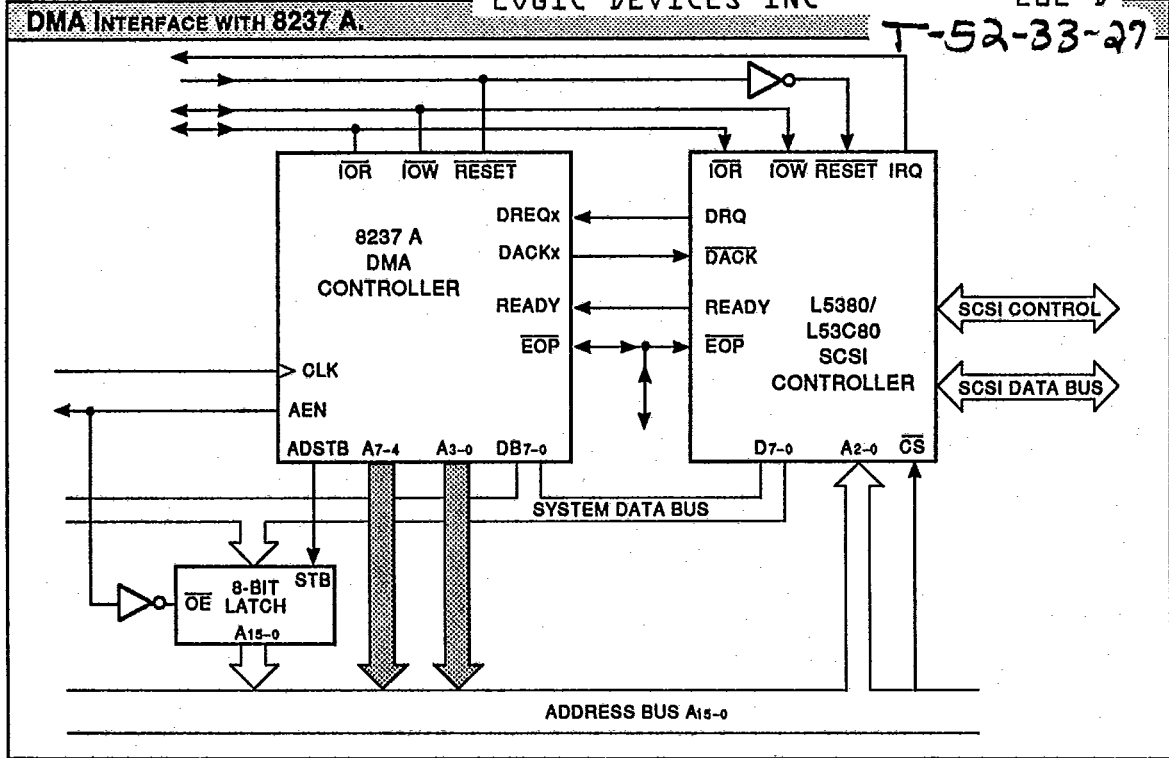 LOGIC DEVICES INC
DMA INTERFACE WITH 8237 A.
T-52-33-27
IOR IOW RESET
IOR IOW RESET IRQ
DREQx
DRQ
8237 A
DMA
CONTROLLER
DACKx
DACK
READY
READY
L5380/
L53C80
SCSI
CONTROLLER
SCSI CONTROL
EOP
EOP
CLK
SCSI DATA BUS
AEN
ADSTB A7-4 A3-0 DB7-0
D7-0 A2-0 CS
SYSTEM DATA BUS
STB
OE
8-BIT
LATCH
A15-0
ADDRESS BUS A15-0